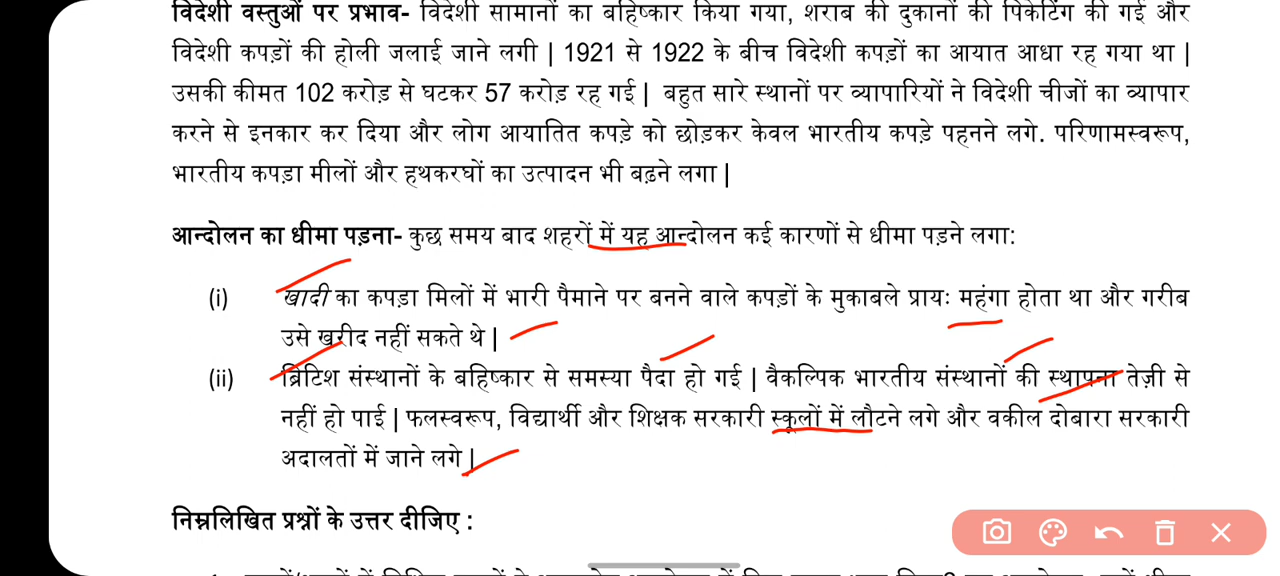 विदेशी वस्तुओं पर प्रभाव- विदेशी सामानों का बहिष्कार किया गया, शराब की दुकानों की पिकेटिंग की गई और
विदेशी कपड़ों की होली जलाई जाने लगी | 1921 से 1922 के बीच विदेशी कपड़ों का आयात आधा रह गया था |
उसकी कीमत 102 करोड़ से घटकर 57 करोड़ रह गई | बहुत सारे स्थानों पर व्यापारियों ने विदेशी चीजों का व्यापार
करने से इनकार कर दिया और लोग आयातित कपड़े को छोड़कर केवल भारतीय कपड़े पहनने लगे. परिणामस्वरूप,
भारतीय कपड़ा मीलों और हथकरघों का उत्पादन भी बढ़ने लगा |
आन्दोलन का धीमा पड़ना- कुछ समय बाद शहरों में यह आन्दोलन कई कारणों से धीमा पड़ने लगा:
(i) खादी का कपड़ा मिलों में भारी पैमाने पर बनने वाले कपड़ों के मुकाबले प्रायः महंगा होता था और गरीब
उसे खरीद नहीं सकते थे |
(ii) ब्रिटिश संस्थानों के बहिष्कार से समस्या पैदा हो गई | वैकल्पिक भारतीय संस्थानों की स्थापना तेज़ी से
नहीं हो पाई | फलस्वरूप, विद्यार्थी और शिक्षक सरकारी स्कूलों में लौटने लगे और वकील दोबारा सरकारी
अदालतों में जाने लगे |
निम्नलिखित प्रश्नों के उत्तर दीजिए :